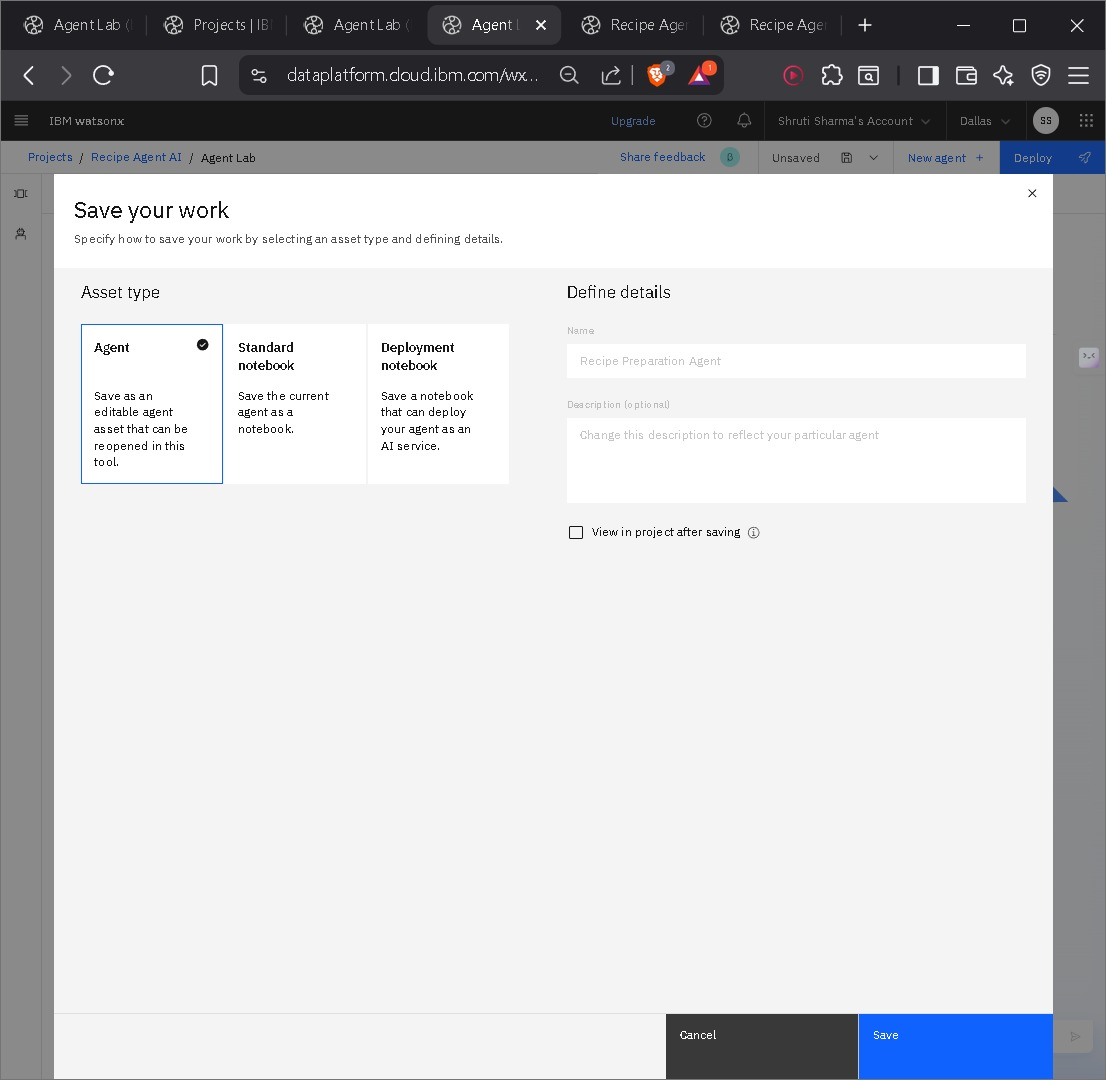 Agent Lab (
Projects | IB
Agent Lab (
Agent L
Recipe Age
Recipe Age
dataplatform.cloud.ibm.com/wx...
2
1
IBM watsonx
Upgrade
Shruti Sharma's Account
Dallas
SS
Projects / Recipe Agent AI / Agent Lab
Share feedback
β
Unsaved
New agent +
Deploy
Save your work
Specify how to save your work by selecting an asset type and defining details.
Asset type
Agent
Save as an
editable agent
asset that can be
reopened in this
tool.
Standard
notebook
Save the current
agent as a
notebook.
Deployment
notebook
Save a notebook
that can deploy
your agent as an
AI service.
Define details
Name
Recipe Preparation Agent
Description (optional)
Change this description to reflect your particular agent
View in project after saving
Cancel
Save